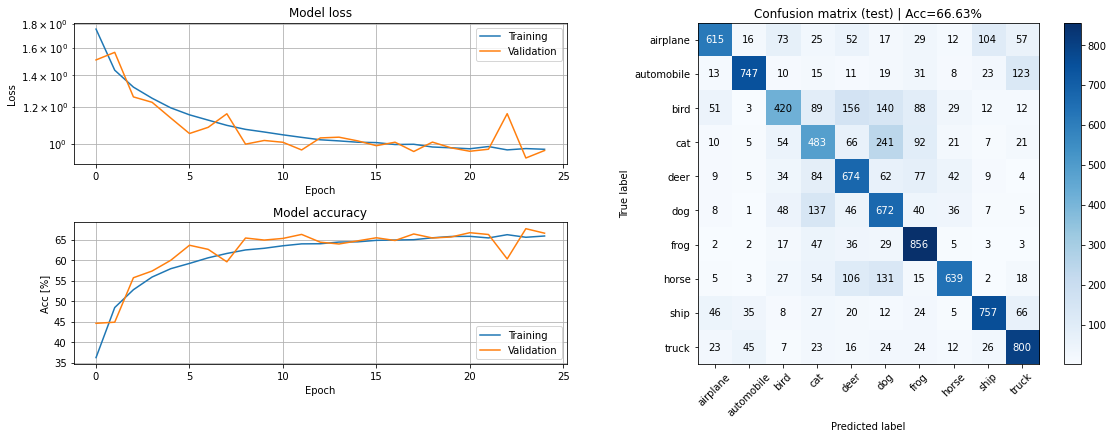 Model loss
1.8 × 10⁰
1.6 × 10⁰
1.4 × 10⁰
1.2 × 10⁰
10⁰
Loss
Training
Validation
0 5 10 15 20 25
Epoch
Model accuracy
65
60
55
50
45
40
35
Acc [%]
Training
Validation
0 5 10 15 20 25
Epoch
Confusion matrix (test) | Acc=66.63%
True label
airplane 615 16 73 25 52 17 29 12 104 57
automobile 13 747 10 15 11 19 31 8 23 123
bird 51 3 420 89 156 140 88 29 12 12
cat 10 5 54 483 66 241 92 21 7 21
deer 9 5 34 84 674 62 77 42 9 4
dog 8 1 48 137 46 672 40 36 7 5
frog 2 2 17 47 36 29 856 5 3 3
horse 5 3 27 54 106 131 15 639 2 18
ship 46 35 8 27 20 12 24 5 757 66
truck 23 45 7 23 16 24 24 12 26 800
airplane automobile bird cat deer dog frog horse ship truck
Predicted label
800
700
600
500
400
300
200
100